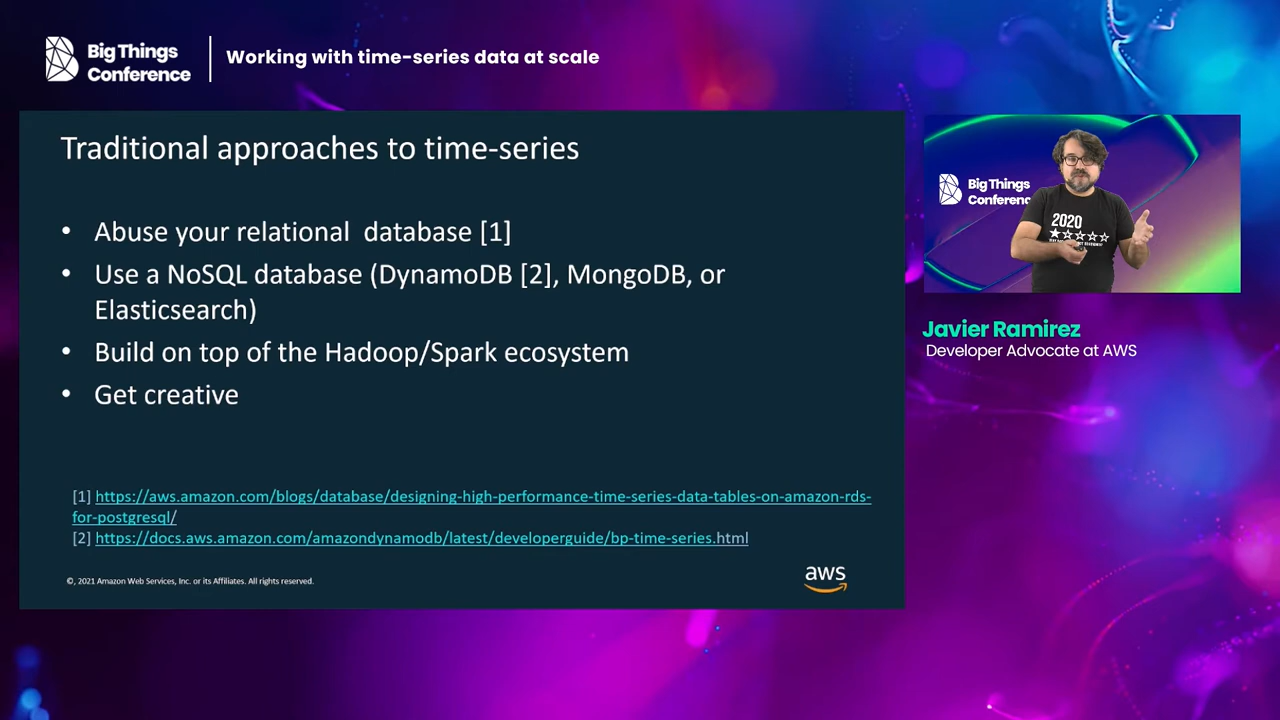 Big Things
Conference
Working with time-series data at scale
Traditional approaches to time-series
• Abuse your relational  database [1]
• Use a NoSQL database (DynamoDB [2], MongoDB, or
Elasticsearch)
• Build on top of the Hadoop/Spark ecosystem
• Get creative
[1] https://aws.amazon.com/blogs/database/designing-high-performance-time-series-data-tables-on-amazon-rds-
for-postgresql/
[2] https://docs.aws.amazon.com/amazondynamodb/latest/developerguide/bp-time-series.html
©, 2021 Amazon Web Services, Inc. or its Affiliates. All rights reserved.
aws
Big Things
Conferenc
2020
Javier Ramirez
Developer Advocate at AWS